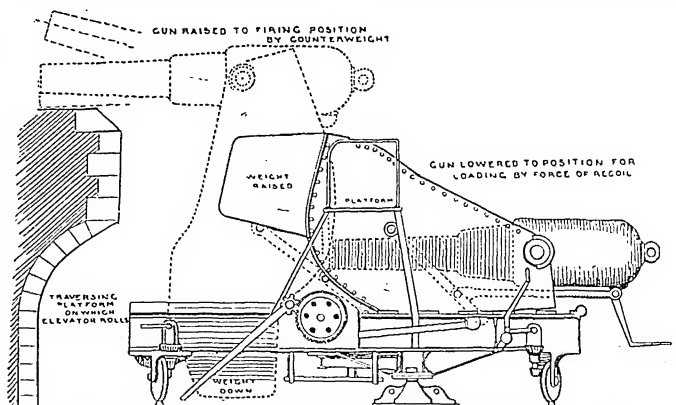 GUN RAISED TO FIRING POSITION
BY COUNTERWEIGHT
GUN LOWERED TO POSITION FOR
LOADING BY FORCE OF RECOIL
WEIGHT
RAISED
PLATFORM
TRAVERSING
PLATFORM
ON WHICH
ELEVATOR ROLLS
WEIGHT
DOWN